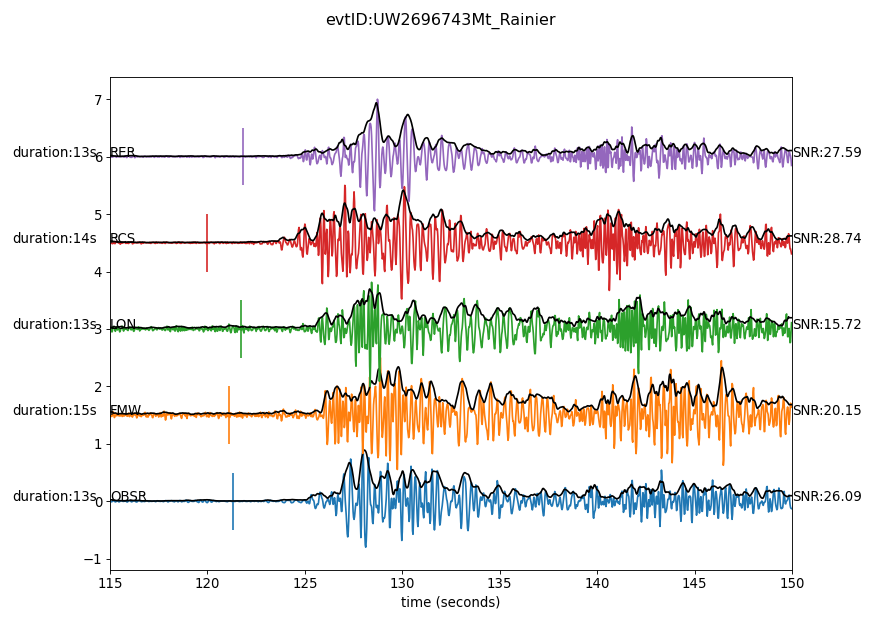 evtID:UW2696743Mt_Rainier
7
duration:13s RER SNR:27.59
6
5
duration:14s RCS SNR:28.74
4
duration:13s LON SNR:15.72
3
2
duration:15s FMW SNR:20.15
1
duration:13s OBSR SNR:26.09
0
−1
115 120 125 130 135 140 145 150
time (seconds)